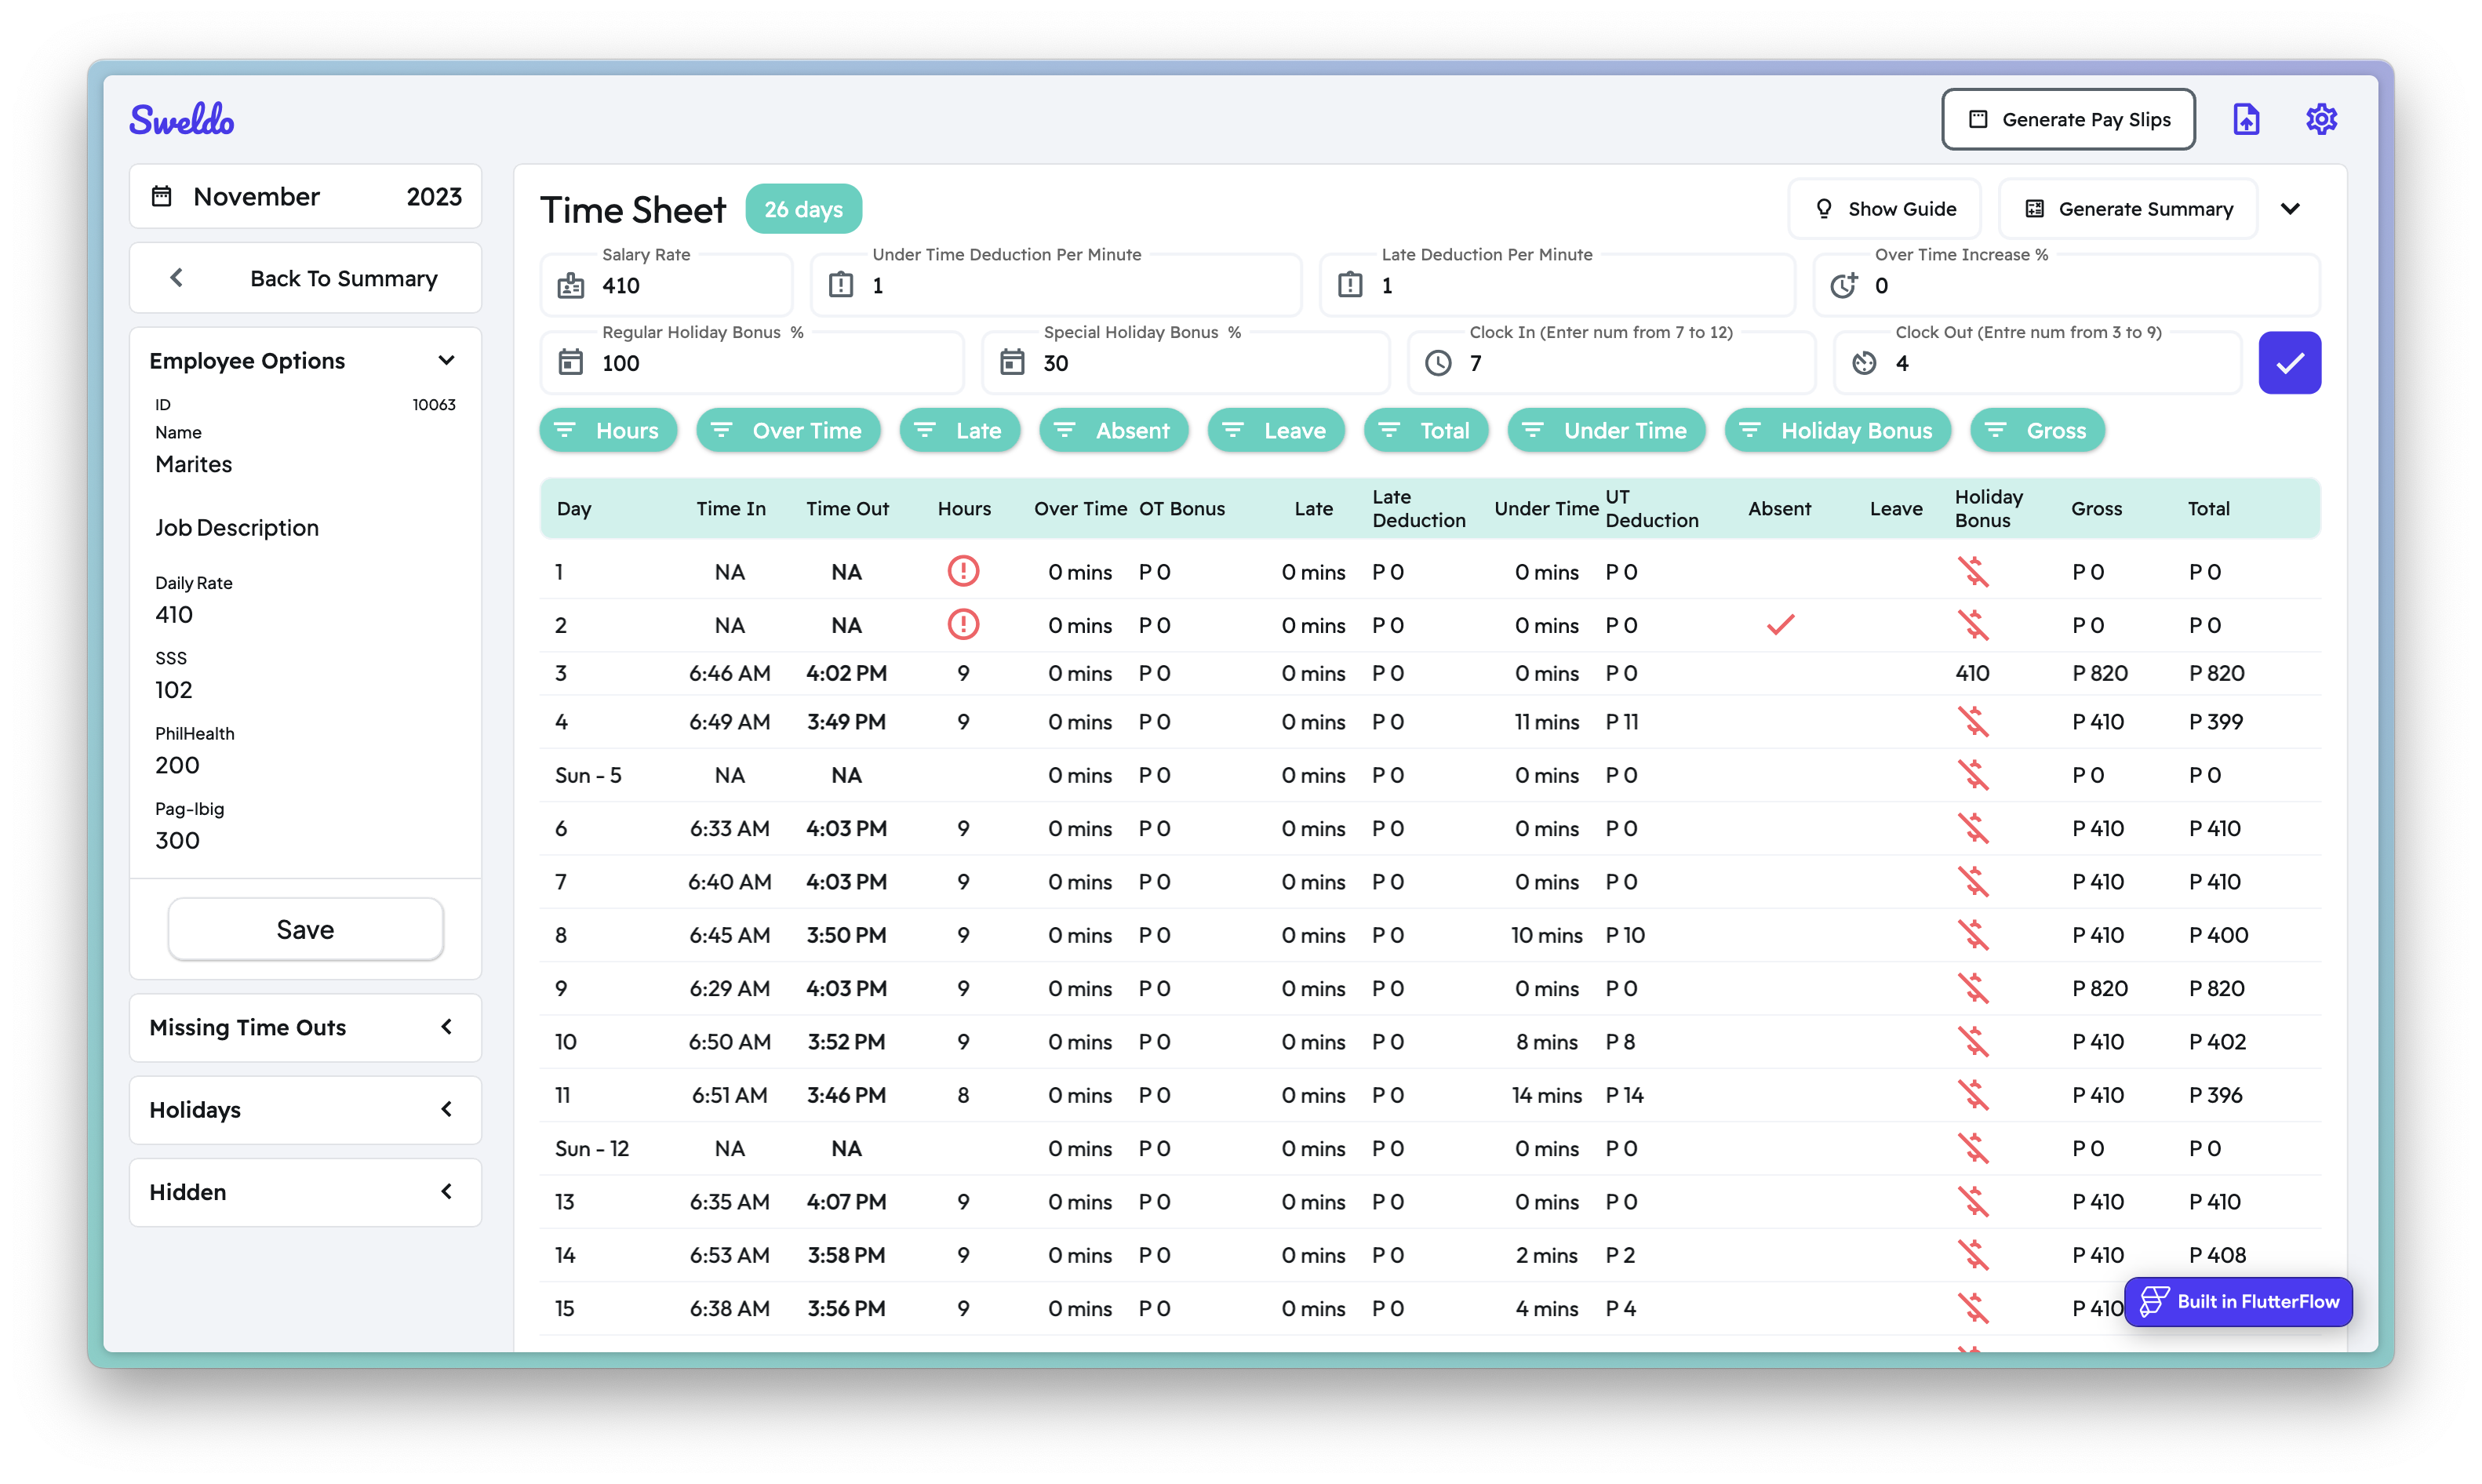 Sweldo
Generate Pay Slips
November 2023
Back To Summary
Employee Options
ID 10063
Name
Marites
Job Description
Daily Rate
410
SSS
102
PhilHealth
200
Pag-Ibig
300
Save
Missing Time Outs
Holidays
Hidden
Time Sheet 26 days Show Guide Generate Summary
Salary Rate Under Time Deduction Per Minute Late Deduction Per Minute Over Time Increase %
410 1 1 0
Regular Holiday Bonus % Special Holiday Bonus % Clock In (Enter num from 7 to 12) Clock Out (Entre num from 3 to 9)
100 30 7 4
Hours Over Time Late Absent Leave Total Under Time Holiday Bonus Gross
Day Time In Time Out Hours Over Time OT Bonus Late Late Deduction Under Time UT Deduction Absent Leave Holiday Bonus Gross Total
1 NA NA 0 mins P 0 0 mins P 0 0 mins P 0 P 0 P 0
2 NA NA 0 mins P 0 0 mins P 0 0 mins P 0 P 0 P 0
3 6:46 AM 4:02 PM 9 0 mins P 0 0 mins P 0 0 mins P 0 410 P 820 P 820
4 6:49 AM 3:49 PM 9 0 mins P 0 0 mins P 0 11 mins P 11 P 410 P 399
Sun - 5 NA NA 0 mins P 0 0 mins P 0 0 mins P 0 P 0 P 0
6 6:33 AM 4:03 PM 9 0 mins P 0 0 mins P 0 0 mins P 0 P 410 P 410
7 6:40 AM 4:03 PM 9 0 mins P 0 0 mins P 0 0 mins P 0 P 410 P 410
8 6:45 AM 3:50 PM 9 0 mins P 0 0 mins P 0 10 mins P 10 P 410 P 400
9 6:29 AM 4:03 PM 9 0 mins P 0 0 mins P 0 0 mins P 0 P 820 P 820
10 6:50 AM 3:52 PM 9 0 mins P 0 0 mins P 0 8 mins P 8 P 410 P 402
11 6:51 AM 3:46 PM 8 0 mins P 0 0 mins P 0 14 mins P 14 P 410 P 396
Sun - 12 NA NA 0 mins P 0 0 mins P 0 0 mins P 0 P 0 P 0
13 6:35 AM 4:07 PM 9 0 mins P 0 0 mins P 0 0 mins P 0 P 410 P 410
14 6:53 AM 3:58 PM 9 0 mins P 0 0 mins P 0 2 mins P 2 P 410 P 408
15 6:38 AM 3:56 PM 9 0 mins P 0 0 mins P 0 4 mins P 4 P 410
Built in FlutterFlow